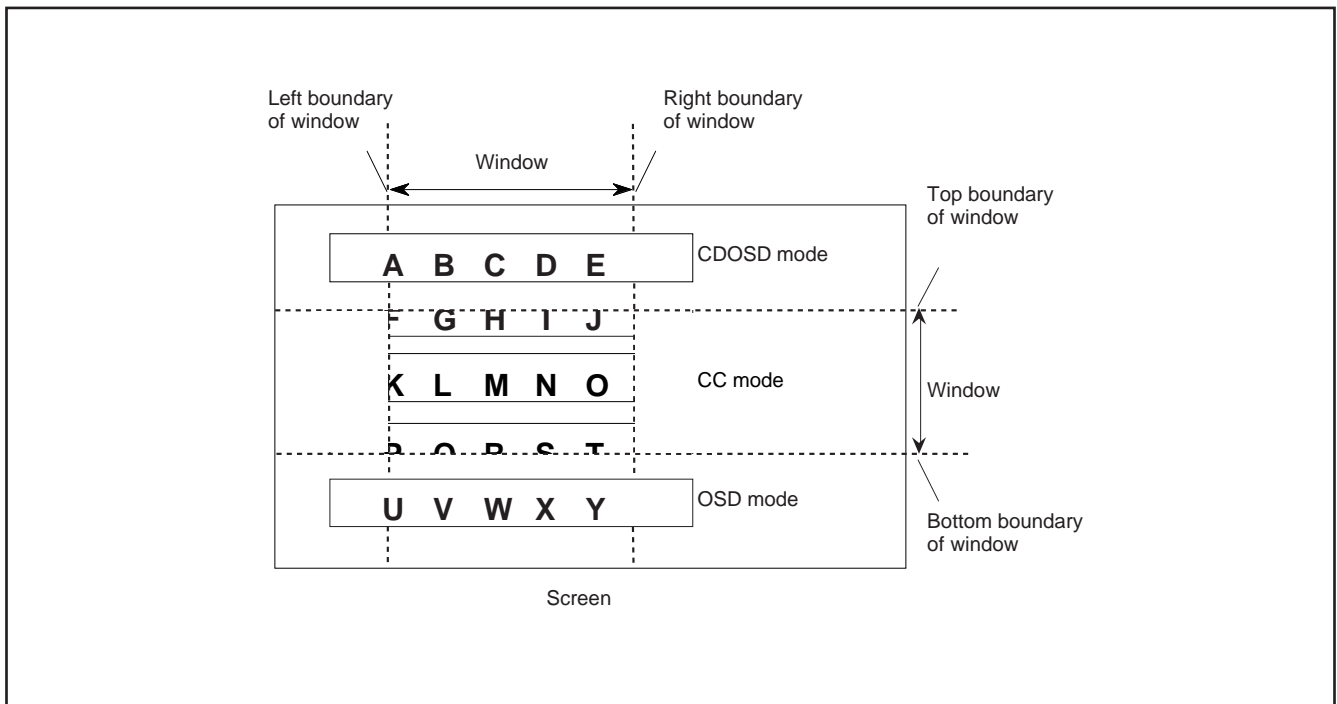 Left boundary
of window
Right boundary
of window
Window
Top boundary
of window
A B C D E
CDOSD mode
F G H I J
K L M N O
CC mode
Window
P Q R S T
U V W X Y
OSD mode
Bottom boundary
of window
Screen